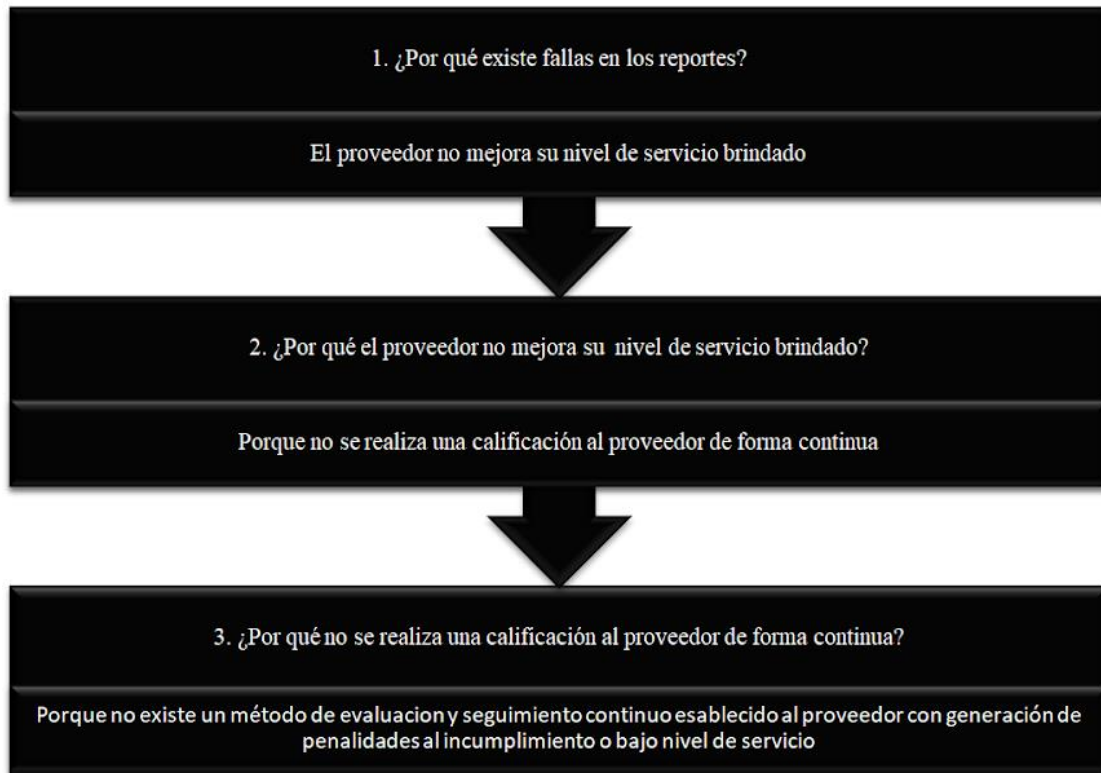 1. ¿Por qué existe fallas en los reportes?
El proveedor no mejora su nivel de servicio brindado
2. ¿Por qué el proveedor no mejora su nivel de servicio brindado?
Porque no se realiza una calificación al proveedor de forma continua
3. ¿Por qué no se realiza una calificación al proveedor de forma continua?
Porque no existe un método de evaluacion y seguimiento continuo esablecido al proveedor con generación de
penalidades al incumplimiento o bajo nivel de servicio